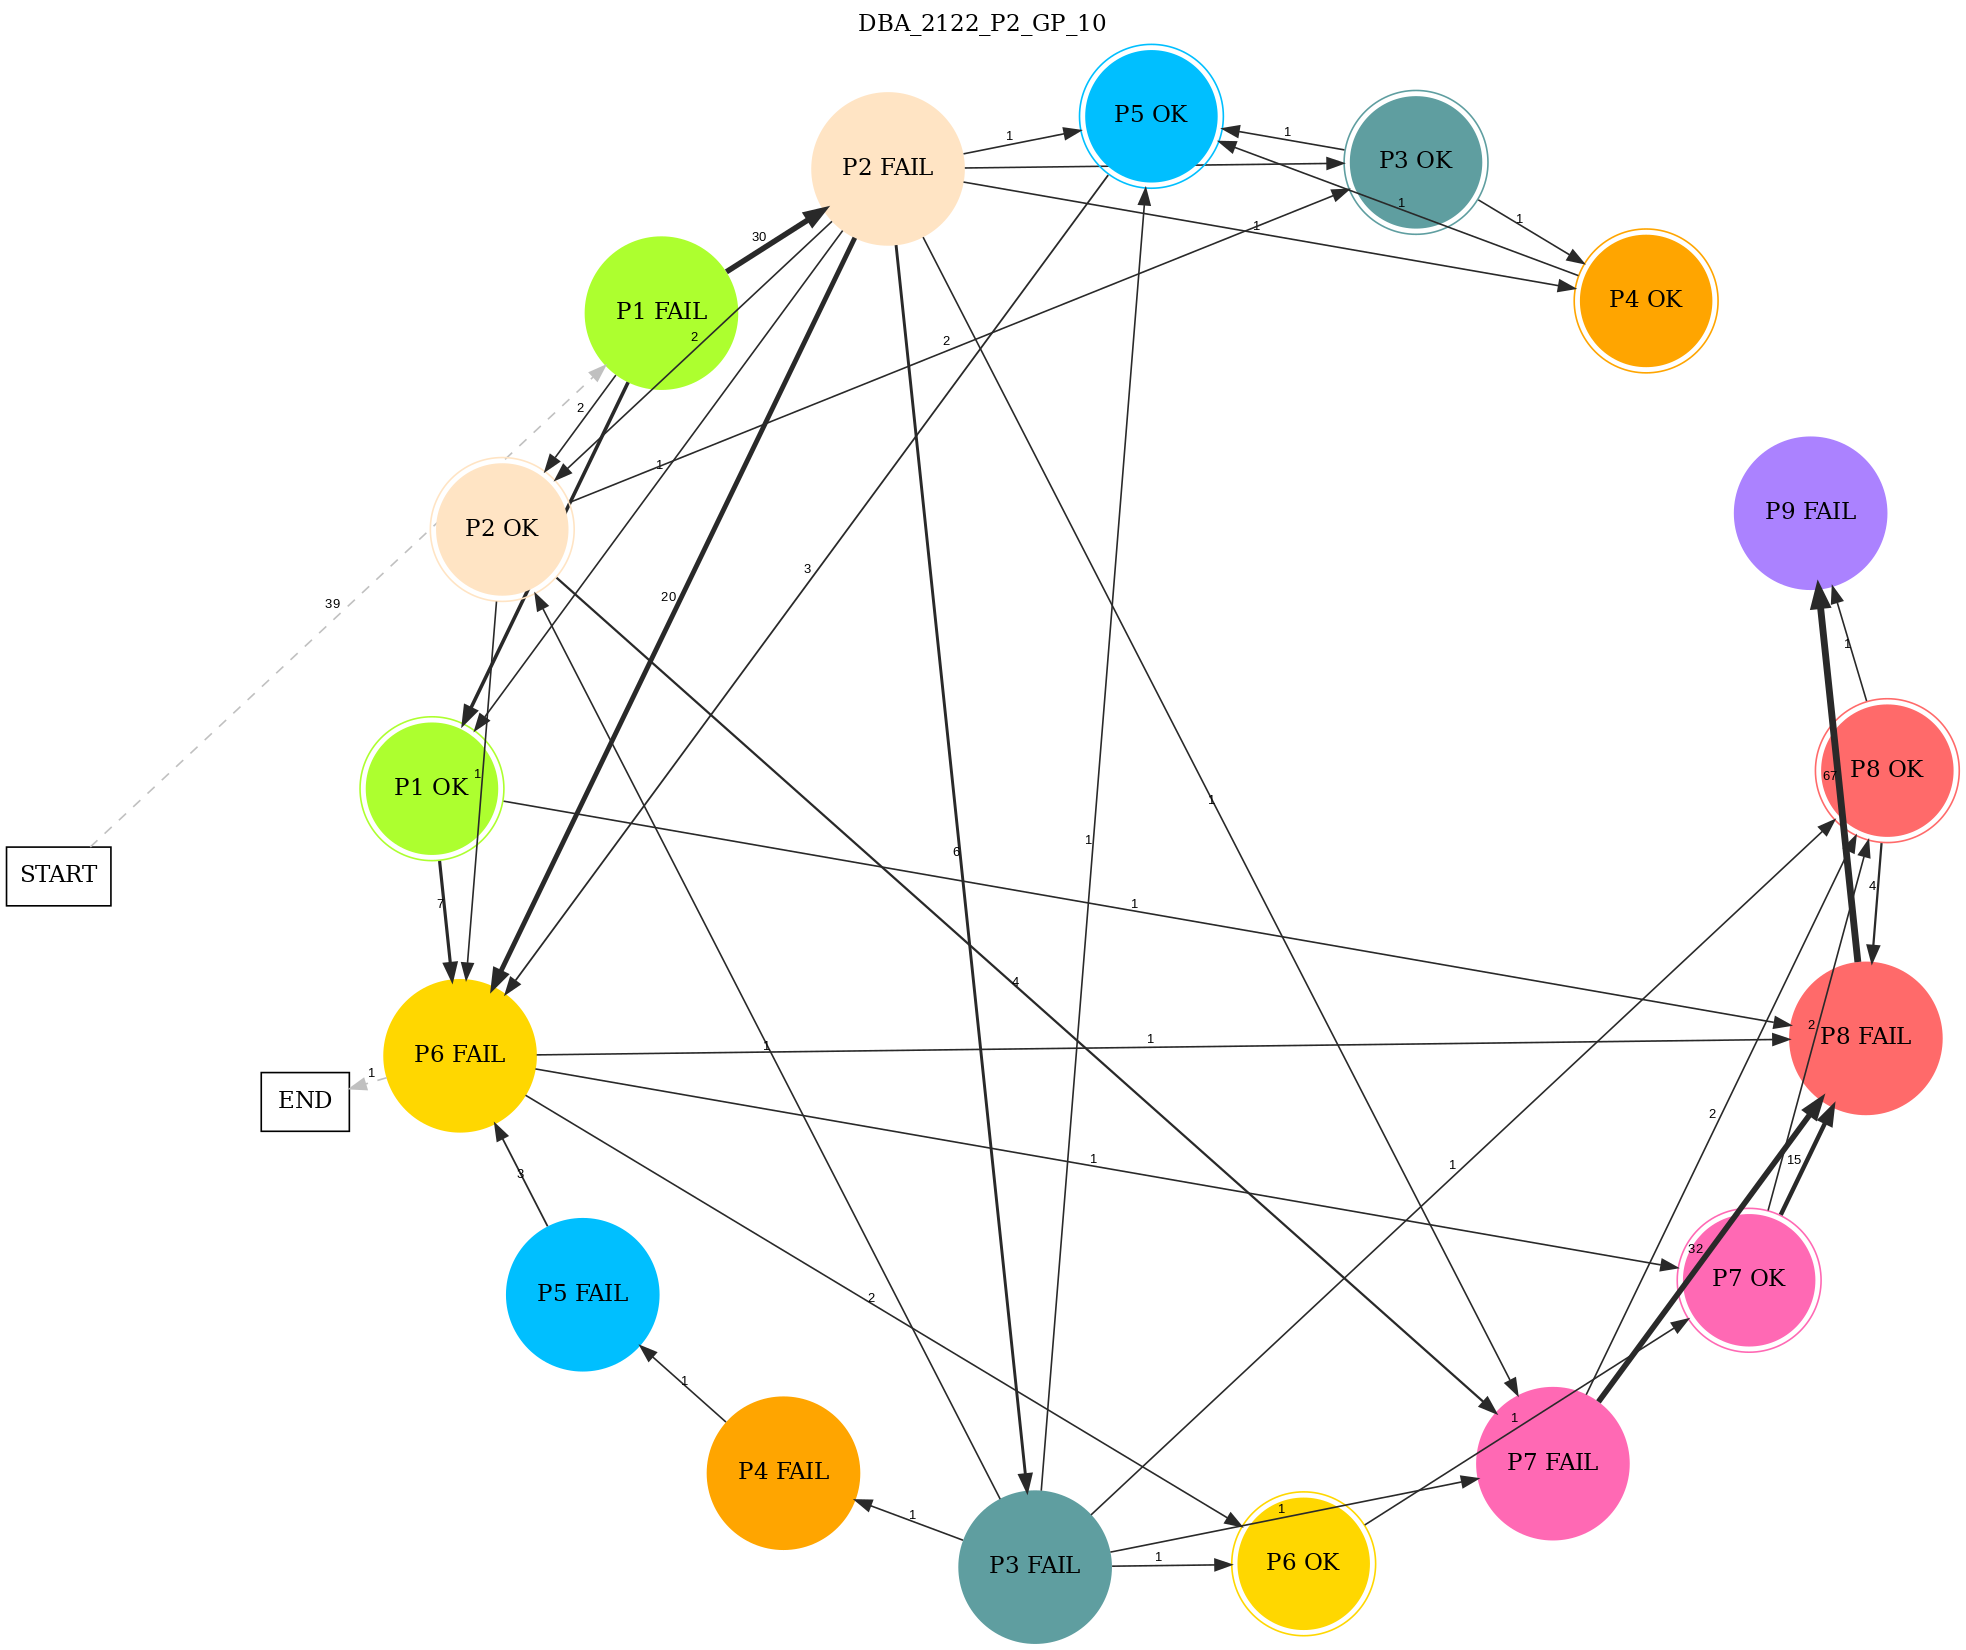 DBA_2122_P2_GP_10
P5 OK
P2 FAIL
P3 OK
1
1
1
1
1
30
1
P4 OK
P1 FAIL
2
2
2
1
P9 FAIL
P2 OK
3
20
39
1
67
P8 OK
1
P1 OK
1
1
6
4
START
7
1
4
2
P8 FAIL
1
1
P6 FAIL
1
END
1
15
1
1
3
2
32
P7 OK
2
P5 FAIL
1
1
P7 FAIL
P4 FAIL
1
1
1
P3 FAIL
P6 OK